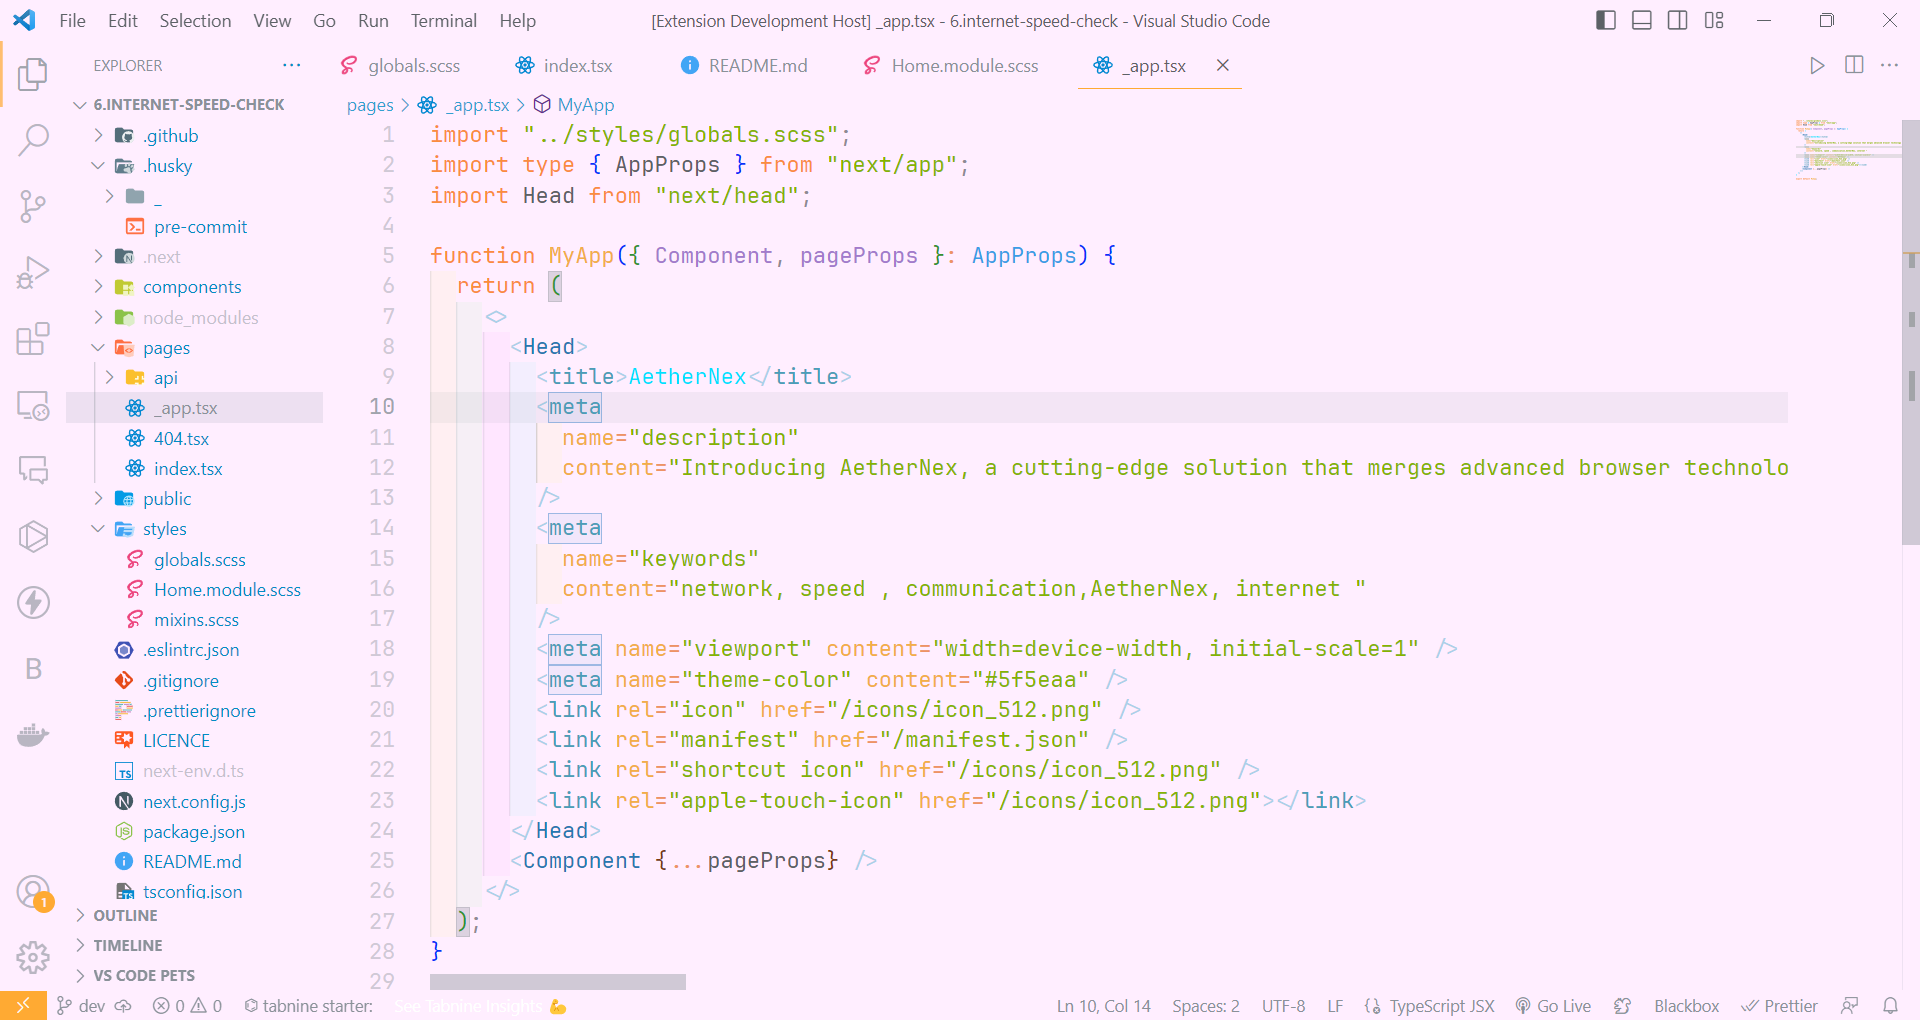 File Edit Selection View Go Run Terminal Help
[Extension Development Host] _app.tsx - 6.internet-speed-check - Visual Studio Code
EXPLORER
globals.scss index.tsx README.md Home.module.scss _app.tsx
6.INTERNET-SPEED-CHECK
.github
.husky
_
pre-commit
.next
components
node_modules
pages
api
_app.tsx
404.tsx
index.tsx
public
styles
globals.scss
Home.module.scss
mixins.scss
.eslintrc.json
.gitignore
.prettierignore
LICENCE
next-env.d.ts
next.config.js
package.json
README.md
tsconfig.json
OUTLINE
TIMELINE
VS CODE PETS
pages > _app.tsx > MyApp
1 import "../styles/globals.scss";
2 import type { AppProps } from "next/app";
3 import Head from "next/head";
4
5 function MyApp({ Component, pageProps }: AppProps) {
6 return (
7 <>
8 <Head>
9 <title>AetherNex</title>
10 <meta
11 name="description"
12 content="Introducing AetherNex, a cutting-edge solution that merges advanced browser technolo
13 />
14 <meta
15 name="keywords"
16 content="network, speed , communication,AetherNex, internet "
17 />
18 <meta name="viewport" content="width=device-width, initial-scale=1" />
19 <meta name="theme-color" content="#5f5eaa" />
20 <link rel="icon" href="/icons/icon_512.png" />
21 <link rel="manifest" href="/manifest.json" />
22 <link rel="shortcut icon" href="/icons/icon_512.png" />
23 <link rel="apple-touch-icon" href="/icons/icon_512.png"></link>
24 </Head>
25 <Component {...pageProps} />
26 </>
27 );
28 }
29
1
dev 0 0 tabnine starter: See Tabnine Insights Ln 10, Col 14 Spaces: 2 UTF-8 LF TypeScript JSX Go Live Blackbox Prettier